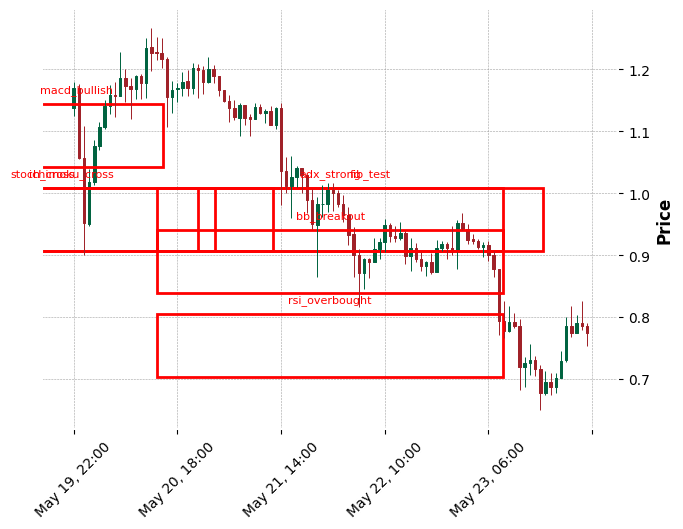 macd_bullish
stoch_cross
ichimoku_cross
adx_strong
fib_test
bb_breakout
rsi_overbought
1.2
1.1
1.0
0.9
0.8
0.7
Price
May 19, 22:00
May 20, 18:00
May 21, 14:00
May 22, 10:00
May 23, 06:00